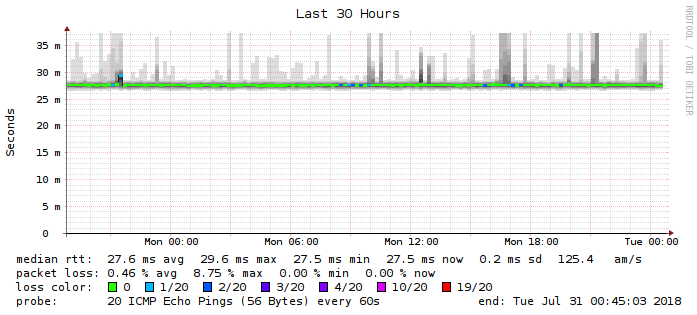 Last 30 Hours
RRDTOOL / TOBI OETIKER
Seconds
35 m
30 m
25 m
20 m
15 m
10 m
5 m
0
Mon 00:00 Mon 06:00 Mon 12:00 Mon 18:00 Tue 00:00
median rtt: 27.6 ms avg 29.6 ms max 27.5 ms min 27.5 ms now 0.2 ms sd 125.4 am/s
packet loss: 0.46 % avg 8.75 % max 0.00 % min 0.00 % now
loss color: 0 1/20 2/20 3/20 4/20 10/20 19/20
probe: 20 ICMP Echo Pings (56 Bytes) every 60s end: Tue Jul 31 00:45:03 2018